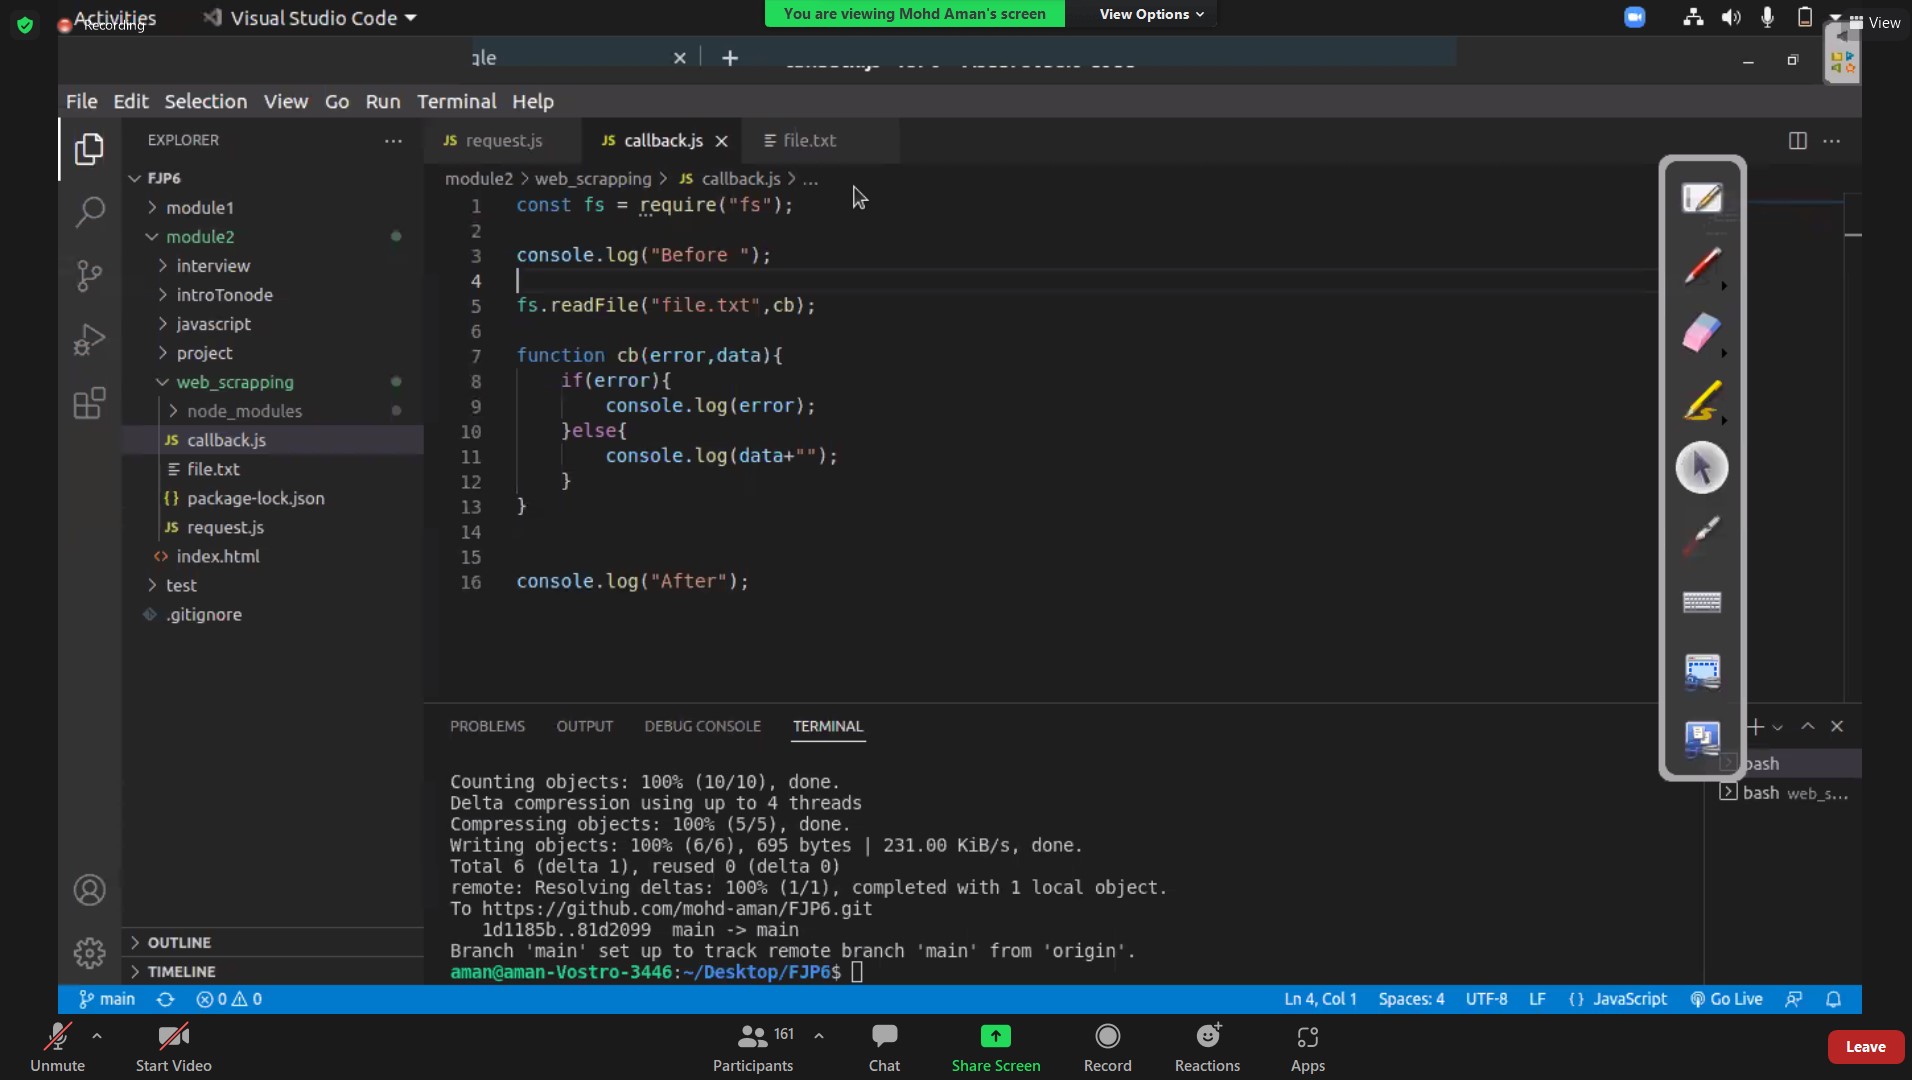 Activities
Recording
Visual Studio Code
You are viewing Mohd Aman's screen
View Options
View
gle
File Edit Selection View Go Run Terminal Help
EXPLORER
FJP6
module1
module2
interview
introTonode
javascript
project
web_scrapping
node_modules
JS callback.js
file.txt
{} package-lock.json
JS request.js
<> index.html
test
.gitignore
OUTLINE
TIMELINE
JS request.js
JS callback.js
file.txt
module2 > web_scrapping > JS callback.js > ...
1 const fs = require("fs");
2
3 console.log("Before ");
4
5 fs.readFile("file.txt",cb);
6
7 function cb(error,data){
8 if(error){
9 console.log(error);
10 }else{
11 console.log(data+"");
12 }
13 }
14
15
16 console.log("After");
PROBLEMS OUTPUT DEBUG CONSOLE TERMINAL
Counting objects: 100% (10/10), done.
Delta compression using up to 4 threads
Compressing objects: 100% (5/5), done.
Writing objects: 100% (6/6), 695 bytes | 231.00 KiB/s, done.
Total 6 (delta 1), reused 0 (delta 0)
remote: Resolving deltas: 100% (1/1), completed with 1 local object.
To https://github.com/mohd-aman/FJP6.git
1d1185b..81d2099 main -> main
Branch 'main' set up to track remote branch 'main' from 'origin'.
aman@aman-Vostro-3446:~/Desktop/FJP6$
bash
bash web_s...
main 0 0 Ln 4, Col 1 Spaces: 4 UTF-8 LF {} JavaScript Go Live
Unmute
Start Video
161
Participants
Chat
Share Screen
Record
Reactions
Apps
Leave